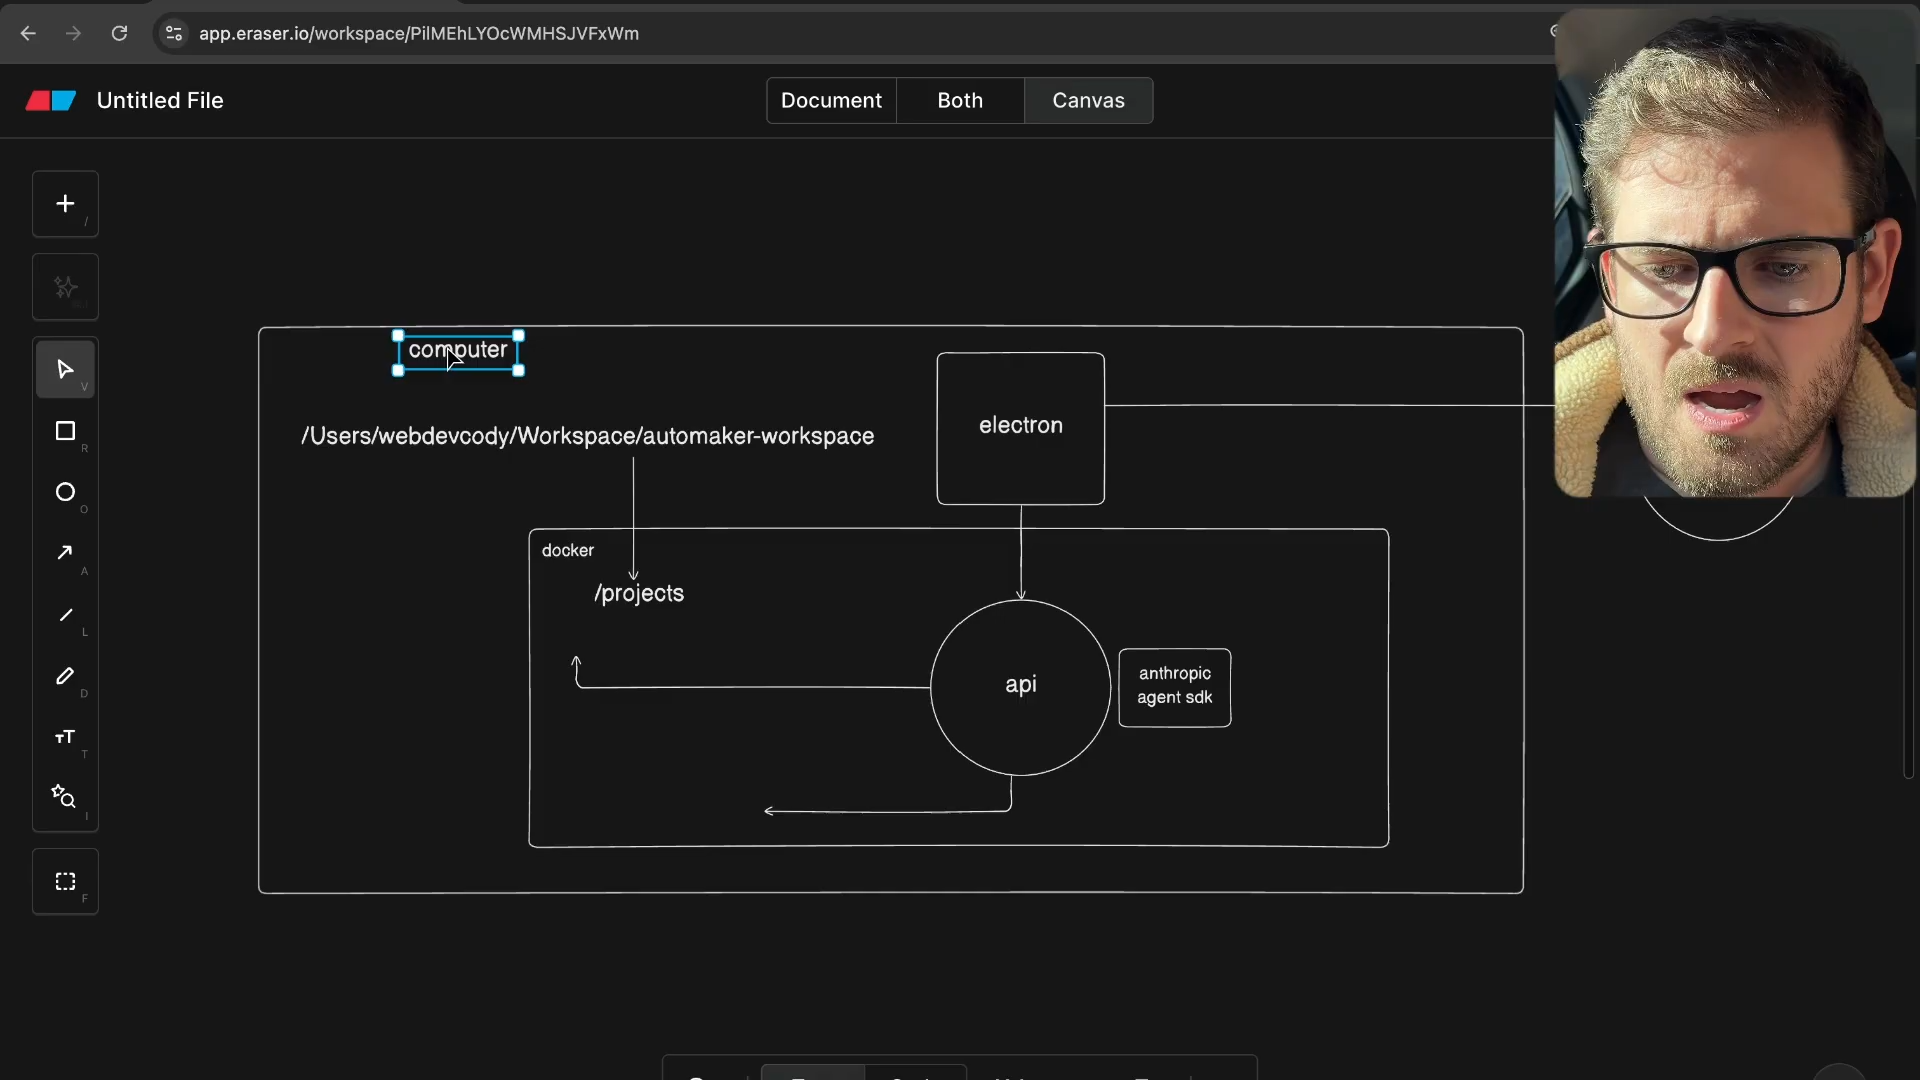 app.eraser.io/workspace/PilMEhLYOcWMHSJVFxWm
Untitled File
Document
Both
Canvas
/
V
R
O
A
L
D
T
I
F
computer
/Users/webdevcody/Workspace/automaker-workspace
electron
docker
/projects
api
anthropic
agent sdk